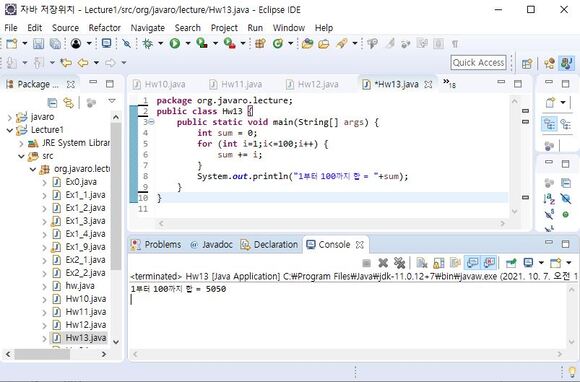 자바 저장위치 - Lecture1/src/org/javaro/lecture/Hw13.java - Eclipse IDE
File Edit Source Refactor Navigate Search Project Run Window Help
Quick Access
Package ...
javaro
Lecture1
JRE System Librar
src
org.javaro.lectu
Ex0.java
Ex1_1.java
Ex1_2.java
Ex1_3.java
Ex1_4.java
Ex1_9.java
Ex2_1.java
Ex2_2.java
hw.java
Hw10.java
Hw11.java
Hw12.java
Hw13.java
Hw10.java Hw11.java Hw12.java *Hw13.java »18
1 package org.javaro.lecture;
2 public class Hw13 {
3 public static void main(String[] args) {
4 int sum = 0;
5 for (int i=1;i<=100;i++) {
6 sum += i;
7 }
8 System.out.println("1부터 100까지 합 = "+sum);
9 }
10 }
11
Problems @ Javadoc Declaration Console
<terminated> Hw13 [Java Application] C:₩Program Files₩Java₩jdk-11.0.12+7₩bin₩javaw.exe (2021. 10. 7. 오전 1
1부터 100까지 합 = 5050